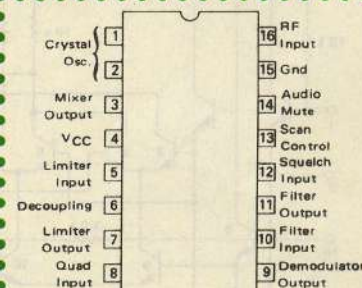 Crystal
Osc.
1
2
Mixer
Output
3
VCC
4
Limiter
Input
5
Decoupling
6
Limiter
Output
7
Quad
Input
8
16
RF
Input
15
Gnd
14
Audio
Mute
13
Scan
Control
12
Squelch
Input
11
Filter
Output
10
Filter
Input
9
Demodulator
Output